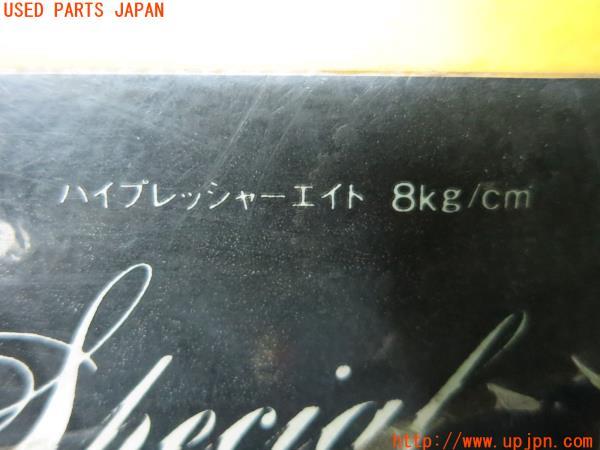 USED PARTS JAPAN
ハイプレッシャーエイト 8kg/cm
Special
http://www.upjpn.com/